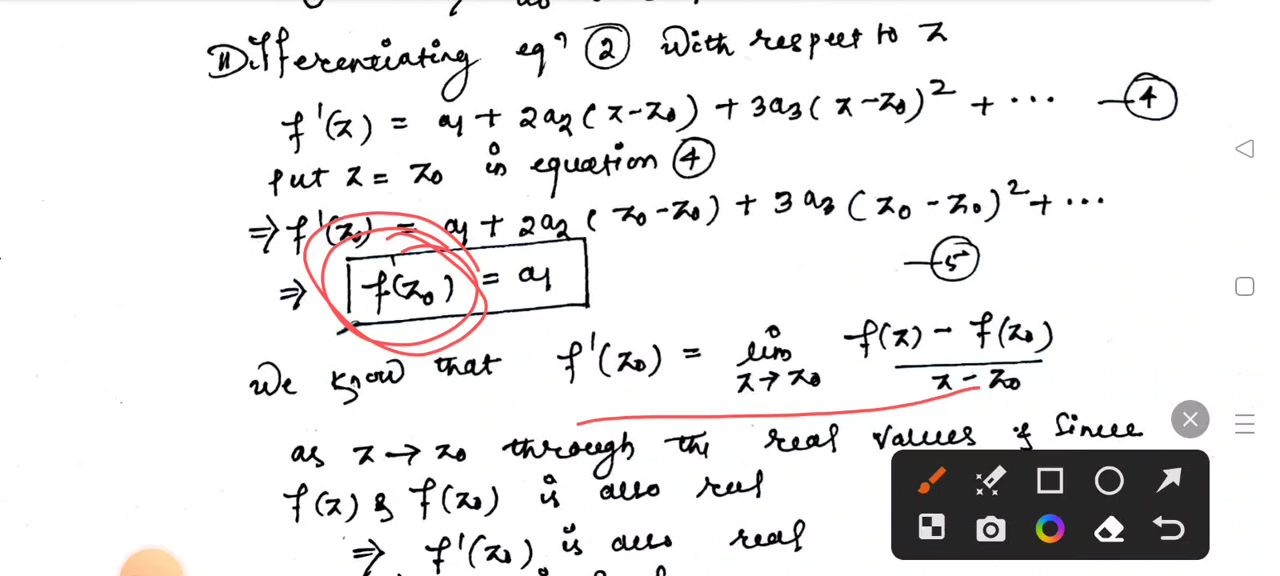 Differentiating eqn (2) with respect to z
f'(z) = a1 + 2a2(z-z0) + 3a3(z-z0)^2 + ... —(4)
put z = z0 in equation (4)
⇒ f'(z0) = a1 + 2a2(z0-z0) + 3a3(z0-z0)^2 + ...
⇒ f'(z0) = a1 —(5)
We know that f'(z0) = lim z→z0 f(z) - f(z0) / z - z0
as z → z0 through the real values of since
f(z) & f(z0) is also real
⇒ f'(z0) is also real